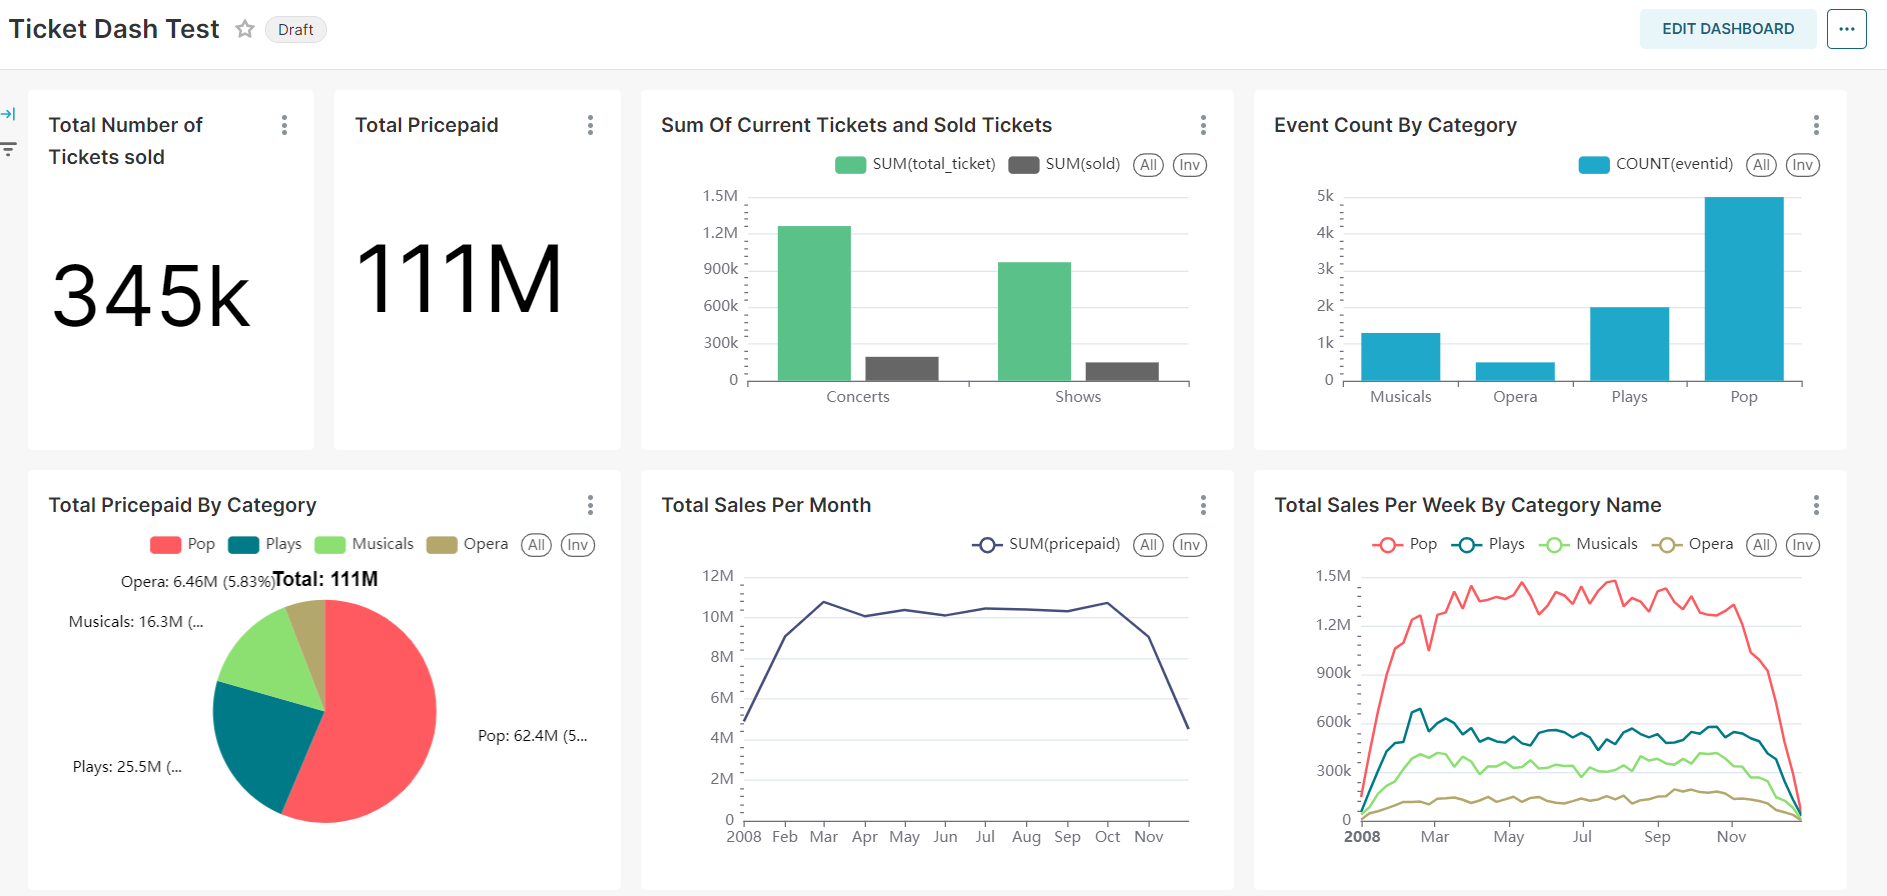 Ticket Dash Test
Draft
EDIT DASHBOARD
...
Total Number of
Tickets sold
345k
Total Pricepaid
111M
Sum Of Current Tickets and Sold Tickets
SUM(total_ticket) SUM(sold) All Inv
1.5M
1.2M
900k
600k
300k
0
Concerts Shows
Event Count By Category
COUNT(eventid) All Inv
5k
4k
3k
2k
1k
0
Musicals Opera Plays Pop
Total Pricepaid By Category
Pop Plays Musicals Opera All Inv
Opera: 6.46M (5.83%)
Total: 111M
Musicals: 16.3M (...
Pop: 62.4M (5...
Plays: 25.5M (...
Total Sales Per Month
SUM(pricepaid) All Inv
12M
10M
8M
6M
4M
2M
0
2008 Feb Mar Apr May Jun Jul Aug Sep Oct Nov
Total Sales Per Week By Category Name
Pop Plays Musicals Opera All Inv
1.5M
1.2M
900k
600k
300k
0
2008 Mar May Jul Sep Nov